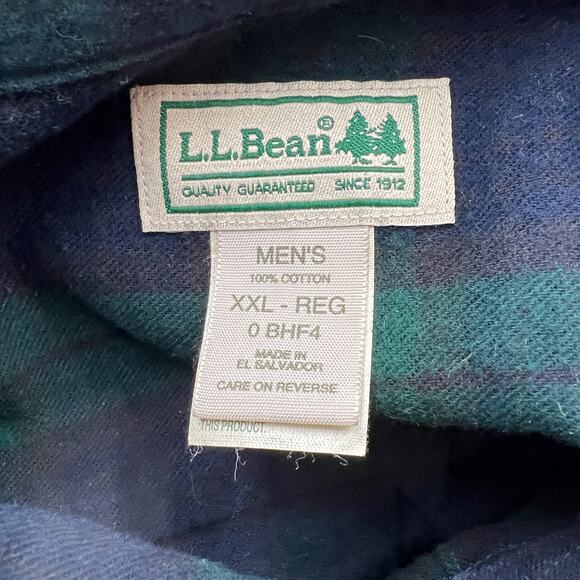 L.L.Bean®
QUALITY GUARANTEED SINCE 1912
MEN'S
100% COTTON
XXL - REG
0 BHF4
MADE IN
EL SALVADOR
CARE ON REVERSE
THIS PRODUCT.